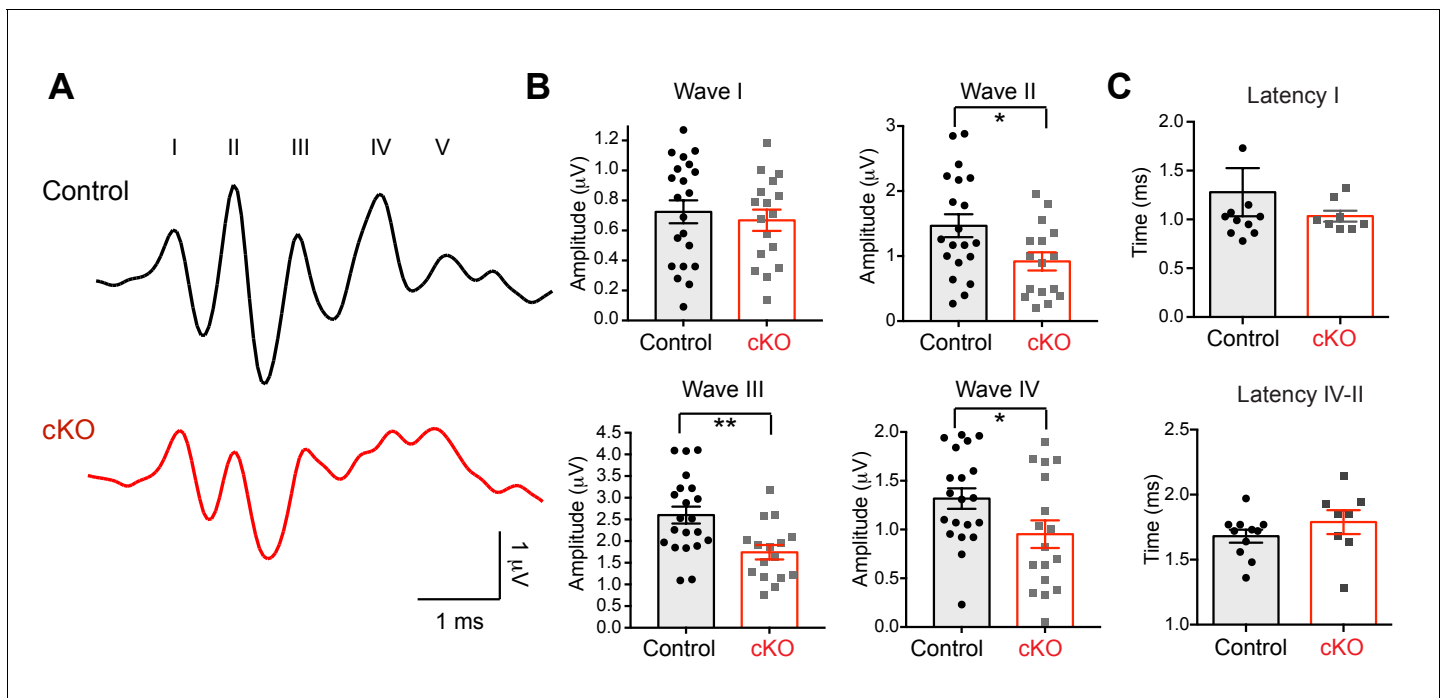 A
I II III IV V
Control
cKO
1 μV
1 ms
B
Wave I
Amplitude (μV)
1.2
1.0
0.8
0.6
0.4
0.2
0.0
Control cKO
Wave II
*
Amplitude (μV)
3
2
1
0
Control cKO
Wave III
**
Amplitude (μV)
4.5
4.0
3.5
3.0
2.5
2.0
1.5
1.0
0.5
0.0
Control cKO
Wave IV
*
Amplitude (μV)
2.0
1.5
1.0
0.5
0.0
Control cKO
C
Latency I
Time (ms)
2.0
1.5
1.0
0.5
0.0
Control cKO
Latency IV-II
Time (ms)
2.5
2.0
1.5
1.0
Control cKO